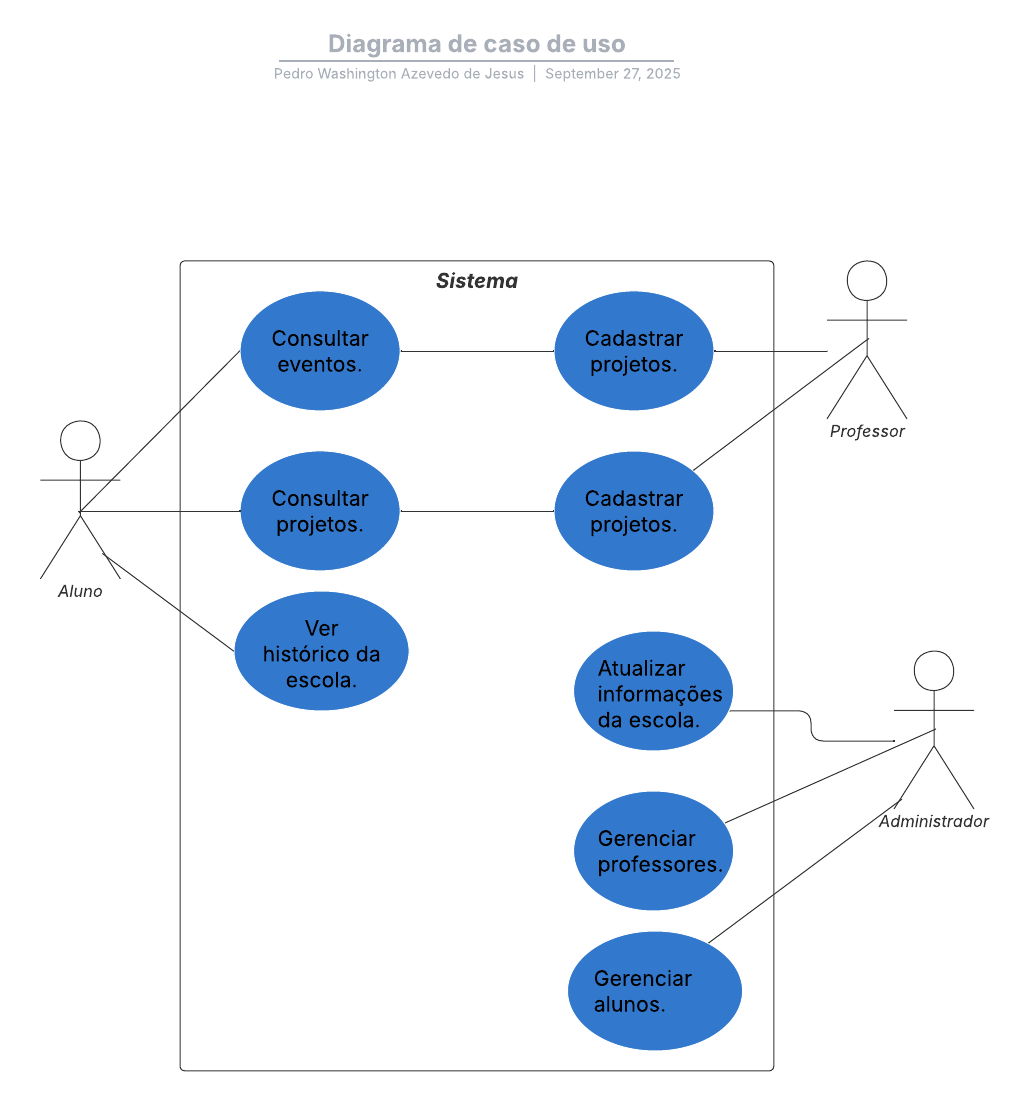 Diagrama de caso de uso
Pedro Washington Azevedo de Jesus | September 27, 2025
Sistema
Consultar
eventos.
Cadastrar
projetos.
Professor
Consultar
projetos.
Cadastrar
projetos.
Aluno
Ver
histórico da
escola.
Atualizar
informações
da escola.
Administrador
Gerenciar
professores.
Gerenciar
alunos.